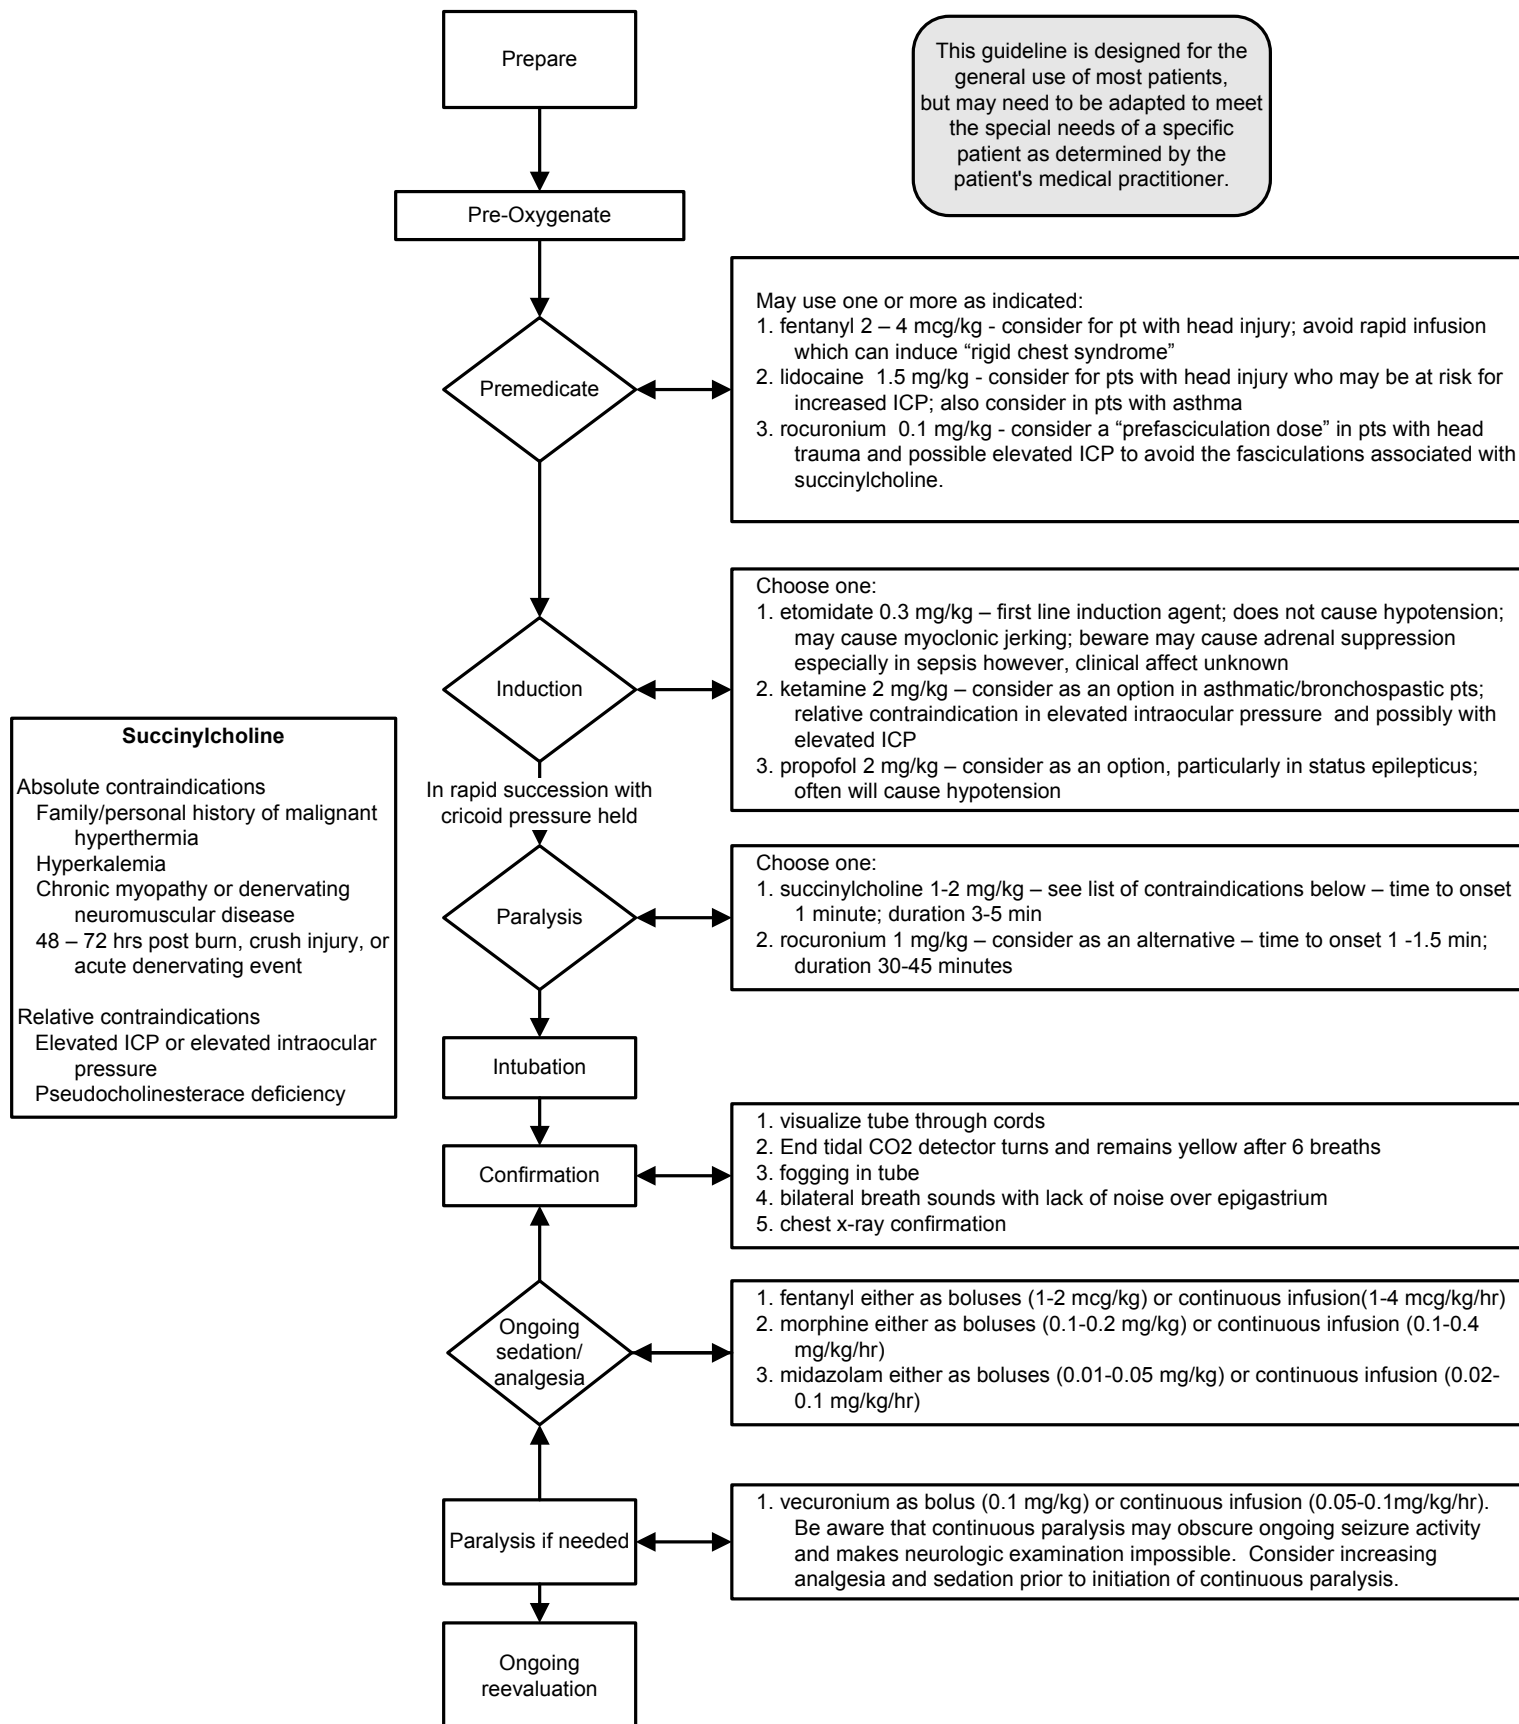 Prepare
This guideline is designed for the
general use of most patients,
but may need to be adapted to meet
the special needs of a specific
patient as determined by the
patient's medical practitioner.
Pre-Oxygenate
Premedicate
May use one or more as indicated:
1. fentanyl 2 – 4 mcg/kg - consider for pt with head injury; avoid rapid infusion
which can induce “rigid chest syndrome”
2. lidocaine  1.5 mg/kg - consider for pts with head injury who may be at risk for
increased ICP; also consider in pts with asthma
3. rocuronium  0.1 mg/kg - consider a “prefasciculation dose” in pts with head
trauma and possible elevated ICP to avoid the fasciculations associated with
succinylcholine.
Induction
Choose one:
1. etomidate 0.3 mg/kg – first line induction agent; does not cause hypotension;
may cause myoclonic jerking; beware may cause adrenal suppression
especially in sepsis however, clinical affect unknown
2. ketamine 2 mg/kg – consider as an option in asthmatic/bronchospastic pts;
relative contraindication in elevated intraocular pressure  and possibly with
elevated ICP
3. propofol 2 mg/kg – consider as an option, particularly in status epilepticus;
often will cause hypotension
In rapid succession with
cricoid pressure held
Succinylcholine
Absolute contraindications
Family/personal history of malignant
hyperthermia
Hyperkalemia
Chronic myopathy or denervating
neuromuscular disease
48 – 72 hrs post burn, crush injury, or
acute denervating event
Relative contraindications
Elevated ICP or elevated intraocular
pressure
Pseudocholinesterace deficiency
Paralysis
Choose one:
1. succinylcholine 1-2 mg/kg – see list of contraindications below – time to onset
1 minute; duration 3-5 min
2. rocuronium 1 mg/kg – consider as an alternative – time to onset 1 -1.5 min;
duration 30-45 minutes
Intubation
Confirmation
1. visualize tube through cords
2. End tidal CO2 detector turns and remains yellow after 6 breaths
3. fogging in tube
4. bilateral breath sounds with lack of noise over epigastrium
5. chest x-ray confirmation
Ongoing
sedation/
analgesia
1. fentanyl either as boluses (1-2 mcg/kg) or continuous infusion(1-4 mcg/kg/hr)
2. morphine either as boluses (0.1-0.2 mg/kg) or continuous infusion (0.1-0.4
mg/kg/hr)
3. midazolam either as boluses (0.01-0.05 mg/kg) or continuous infusion (0.02-
0.1 mg/kg/hr)
Paralysis if needed
1. vecuronium as bolus (0.1 mg/kg) or continuous infusion (0.05-0.1mg/kg/hr).
Be aware that continuous paralysis may obscure ongoing seizure activity
and makes neurologic examination impossible.  Consider increasing
analgesia and sedation prior to initiation of continuous paralysis.
Ongoing
reevaluation